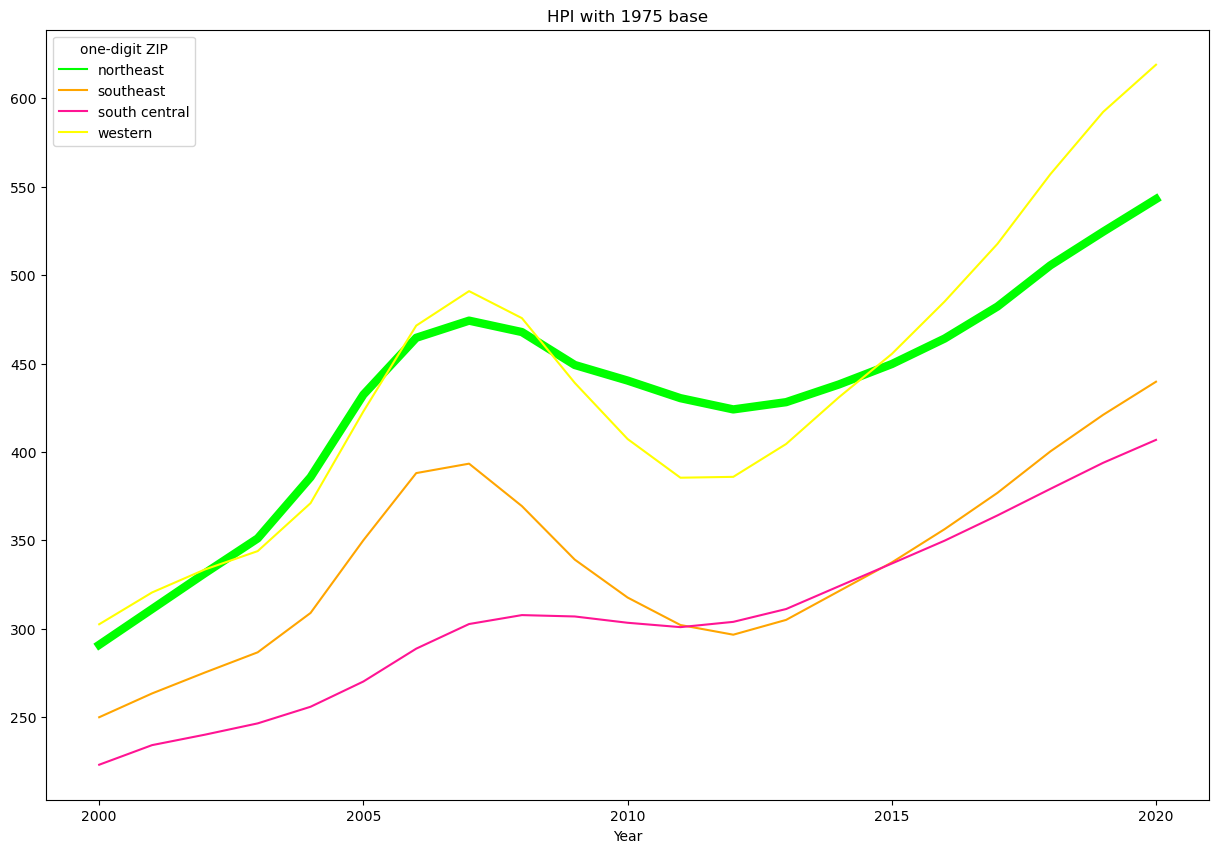 HPI with 1975 base
one-digit ZIP
northeast
southeast
south central
western
600
550
500
450
400
350
300
250
2000 2005 2010 2015 2020
Year